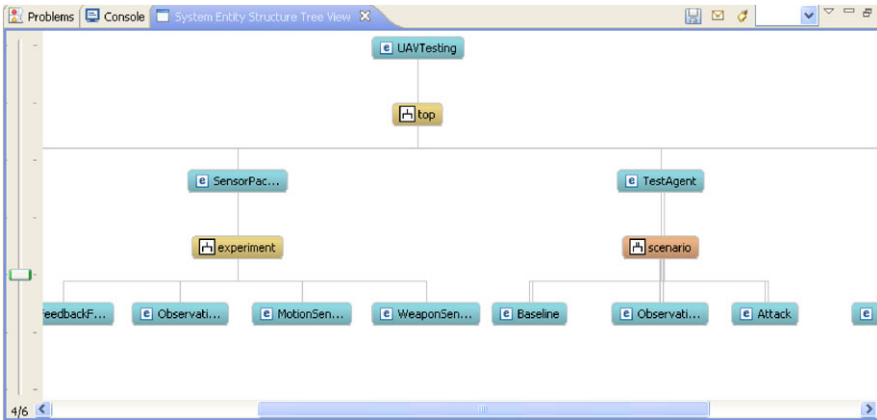 Problems Console System Entity Structure Tree View
e UAVTesting
top
e SensorPac... e TestAgent
experiment scenario
eedbackF... e Observati... e MotionSen... e WeaponSen... e Baseline e Observati... e Attack e
4/6